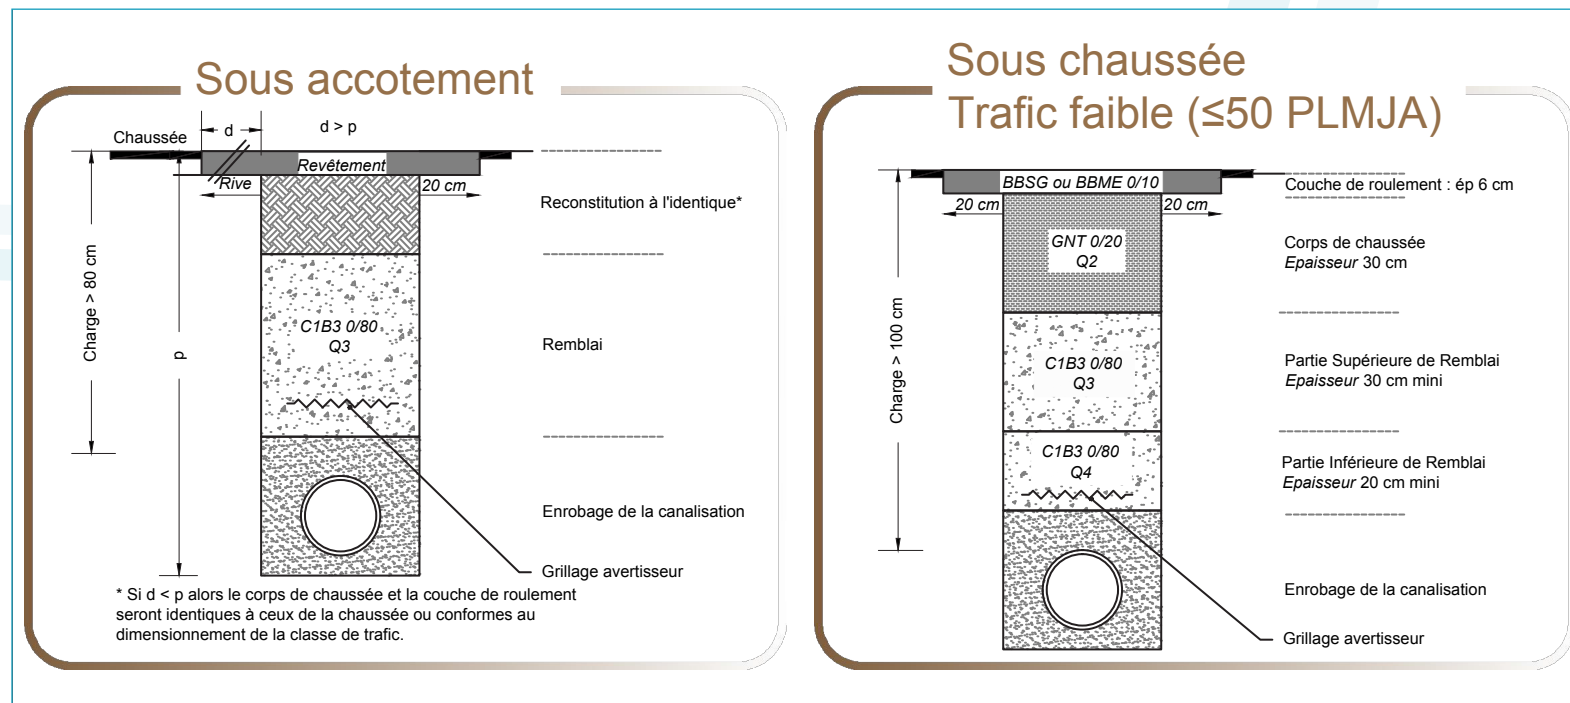 Sous accotement
Chaussée
d
d > p
Revêtement
Rive
20 cm
Reconstitution à l'identique*
Charge > 80 cm
p
C1B3 0/80
Q3
Remblai
Enrobage de la canalisation
Grillage avertisseur
* Si d < p alors le corps de chaussée et la couche de roulement
seront identiques à ceux de la chaussée ou conformes au
dimensionnement de la classe de trafic.
Sous chaussée
Trafic faible (≤50 PLMJA)
BBSG ou BBME 0/10
Couche de roulement : ép 6 cm
20 cm
20 cm
GNT 0/20
Q2
Corps de chaussée
Epaisseur 30 cm
Charge > 100 cm
C1B3 0/80
Q3
Partie Supérieure de Remblai
Epaisseur 30 cm mini
C1B3 0/80
Q4
Partie Inférieure de Remblai
Epaisseur 20 cm mini
Enrobage de la canalisation
Grillage avertisseur